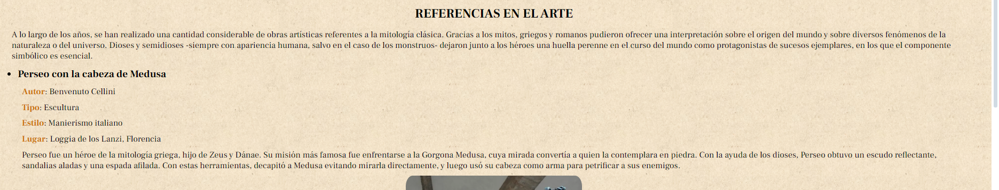 REFERENCIAS EN EL ARTE
A lo largo de los años, se han realizado una cantidad considerable de obras artísticas referentes a la mitología clásica. Gracias a los mitos, griegos y romanos pudieron ofrecer una interpretación sobre el origen del mundo y sobre diversos fenómenos de la
naturaleza o del universo. Dioses y semidioses -siempre con apariencia humana, salvo en el caso de los monstruos- dejaron junto a los héroes una huella perenne en el curso del mundo como protagonistas de sucesos ejemplares, en los que el componente
simbólico es esencial.
• Perseo con la cabeza de Medusa
Autor: Benvenuto Cellini
Tipo: Escultura
Estilo: Manierismo italiano
Lugar: Loggia de los Lanzi, Florencia
Perseo fue un héroe de la mitología griega, hijo de Zeus y Dánae. Su misión más famosa fue enfrentarse a la Gorgona Medusa, cuya mirada convertía a quien la contemplara en piedra. Con la ayuda de los dioses, Perseo obtuvo un escudo reflectante,
sandalias aladas y una espada afilada. Con estas herramientas, decapitó a Medusa evitando mirarla directamente, y luego usó su cabeza como arma para petrificar a sus enemigos.